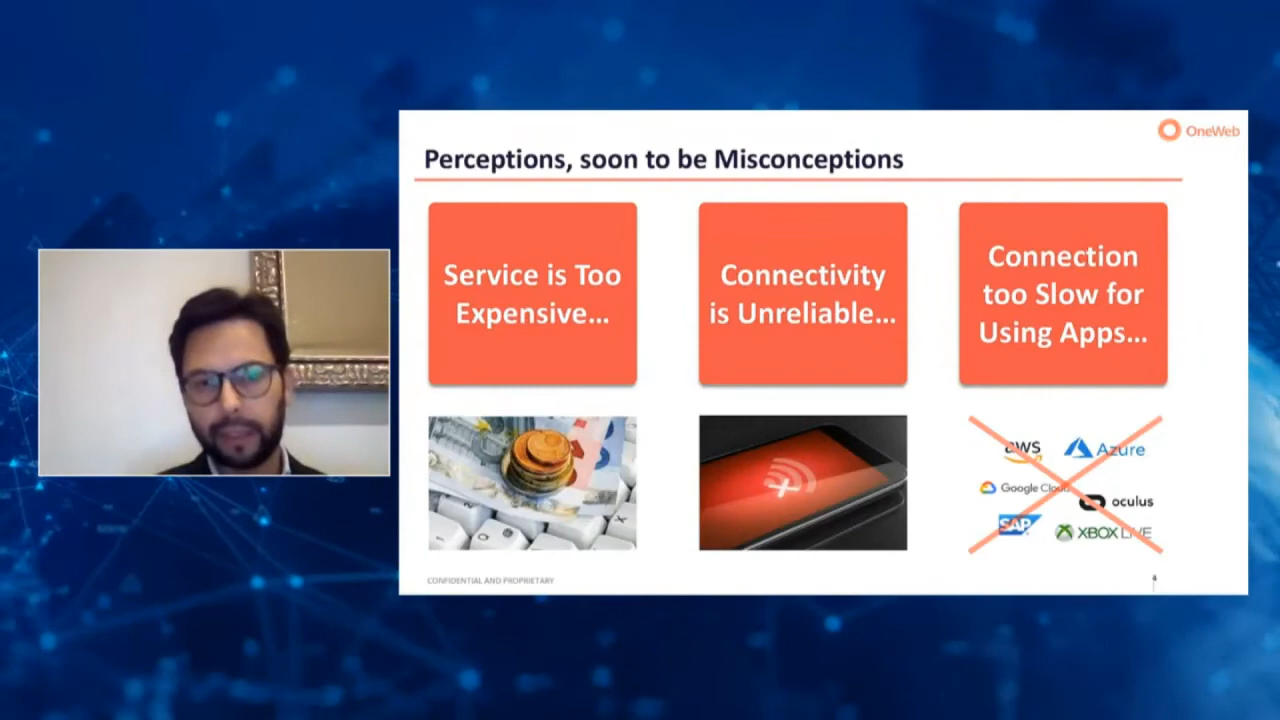 OneWeb
Perceptions, soon to be Misconceptions
Service is Too
Expensive...
Connectivity
is Unreliable...
Connection
too Slow for
Using Apps...
aws
Azure
Google Cloud
oculus
SAP
XBOX LIVE
CONFIDENTIAL AND PROPRIETARY
4